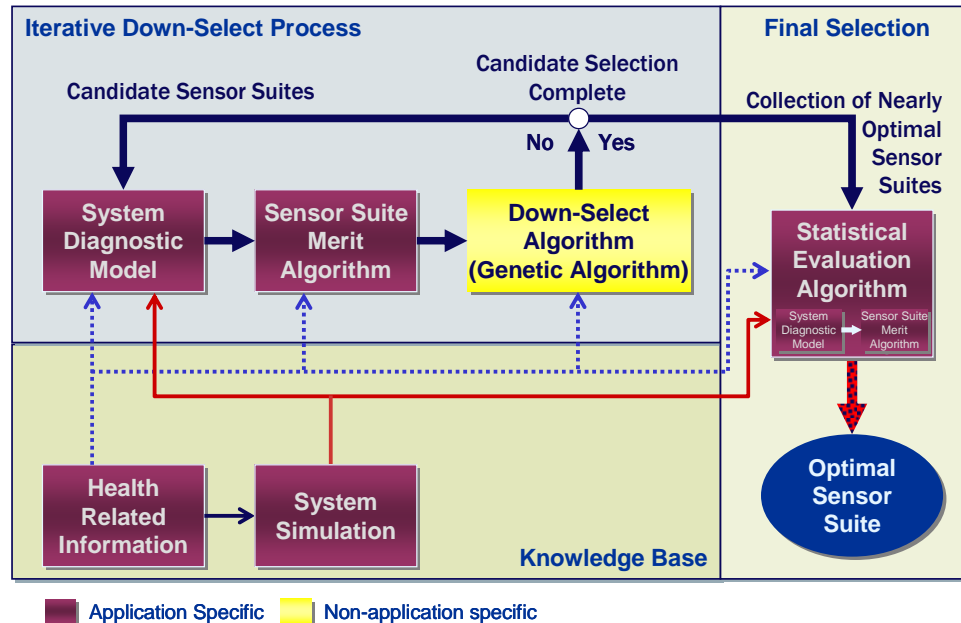 Iterative Down-Select Process
Final Selection
Candidate Selection
Complete
Candidate Sensor Suites
Collection of Nearly
Optimal
Sensor
Suites
No
Yes
System
Diagnostic
Model
Sensor Suite
Merit
Algorithm
Down-Select
Algorithm
(Genetic Algorithm)
Statistical
Evaluation
Algorithm
System
Diagnostic
Model
Sensor Suite
Merit
Algorithm
Health
Related
Information
System
Simulation
Optimal
Sensor
Suite
Knowledge Base
Application Specific
Non-application specific